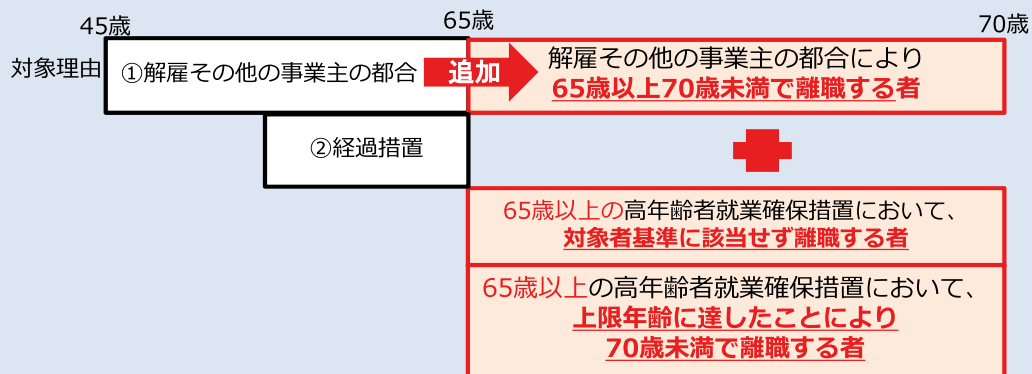 45歳
65歳
70歳
対象理由
①解雇その他の事業主の都合
追加
解雇その他の事業主の都合により
65歳以上70歳未満で離職する者
②経過措置
65歳以上の高年齢者就業確保措置において、
対象者基準に該当せず離職する者
65歳以上の高年齢者就業確保措置において、
上限年齢に達したことにより
70歳未満で離職する者